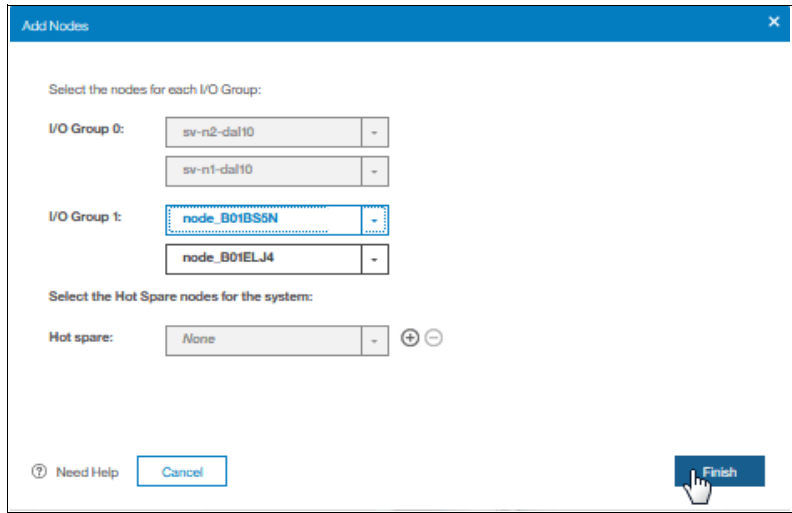 Add Nodes
Select the nodes for each I/O Group:
I/O Group 0: sv-n2-dal10
sv-n1-dal10
I/O Group 1: node_B01BS5N
node_B01ELJ4
Select the Hot Spare nodes for the system:
Hot spare: None
Need Help Cancel Finish